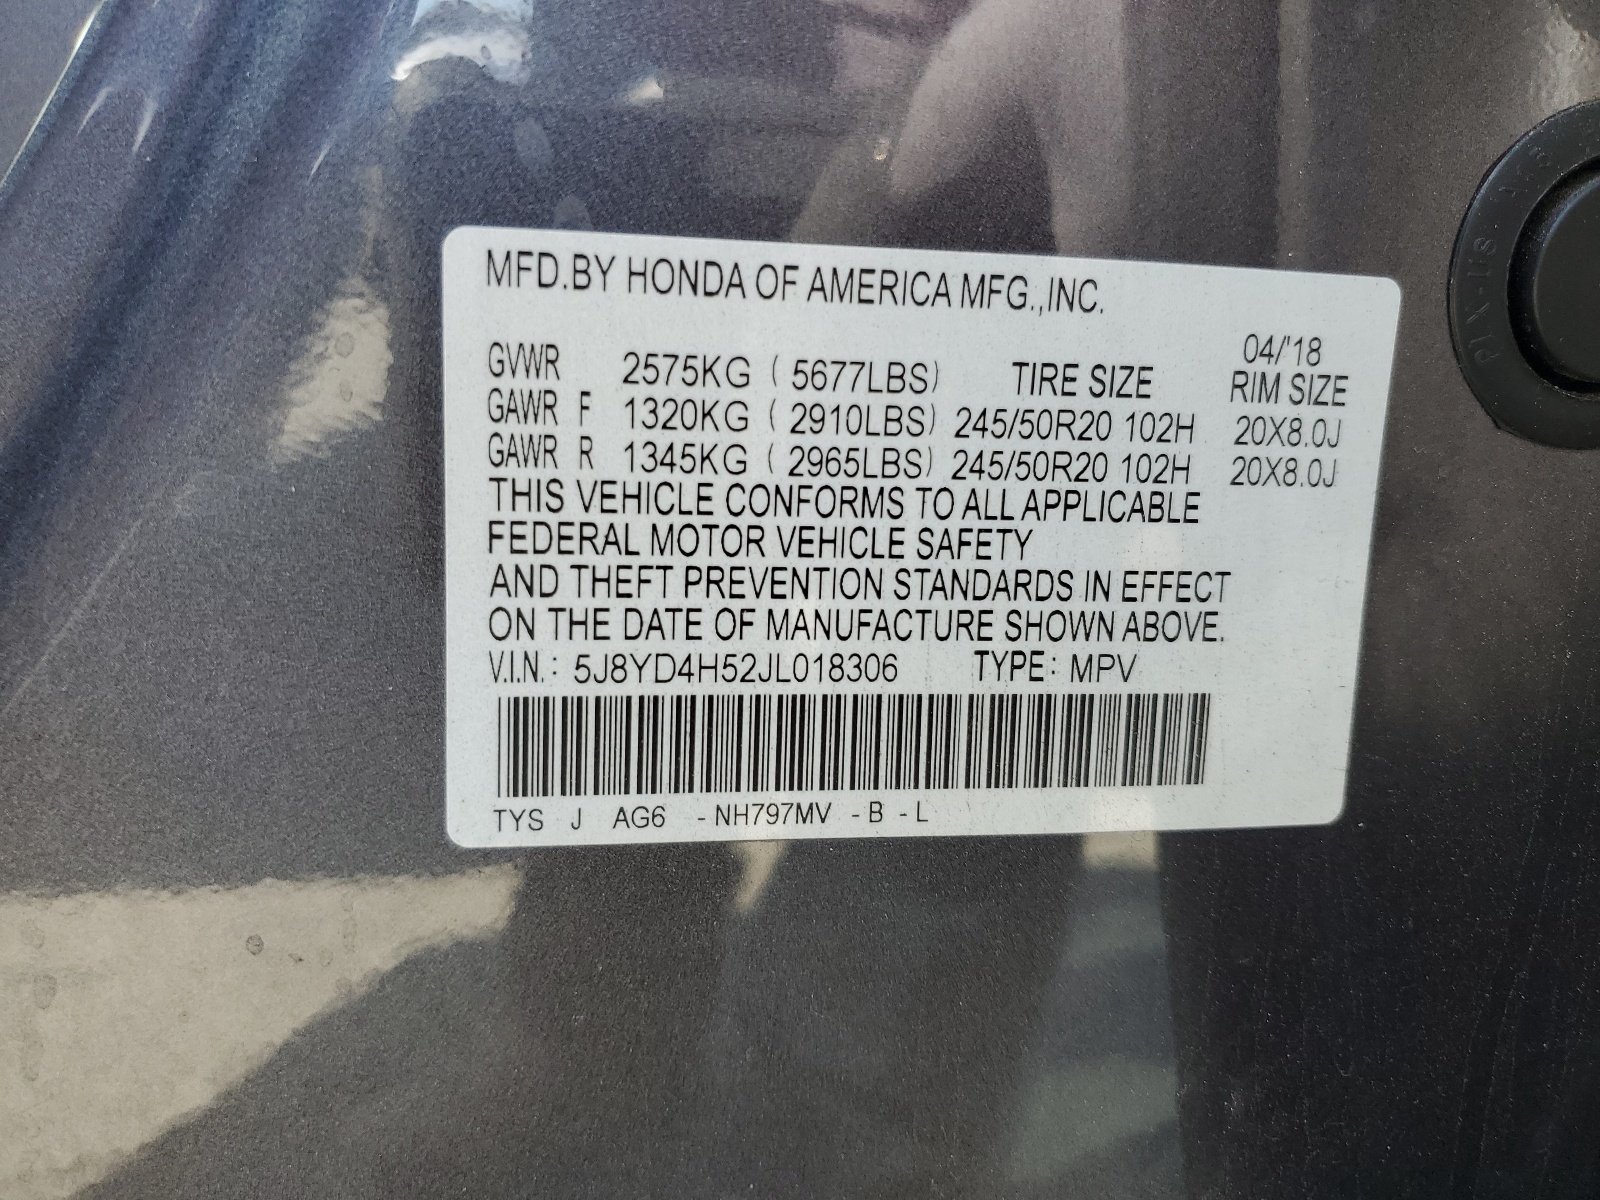 MFD.BY HONDA OF AMERICA MFG.,INC.
04/'18
GVWR 2575KG ( 5677LBS) TIRE SIZE RIM SIZE
GAWR F 1320KG ( 2910LBS) 245/50R20 102H 20X8.0J
GAWR R 1345KG ( 2965LBS) 245/50R20 102H 20X8.0J
THIS VEHICLE CONFORMS TO ALL APPLICABLE
FEDERAL MOTOR VEHICLE SAFETY
AND THEFT PREVENTION STANDARDS IN EFFECT
ON THE DATE OF MANUFACTURE SHOWN ABOVE.
V.I.N.: 5J8YD4H52JL018306 TYPE: MPV
TYS J AG6 -NH797MV -B -L